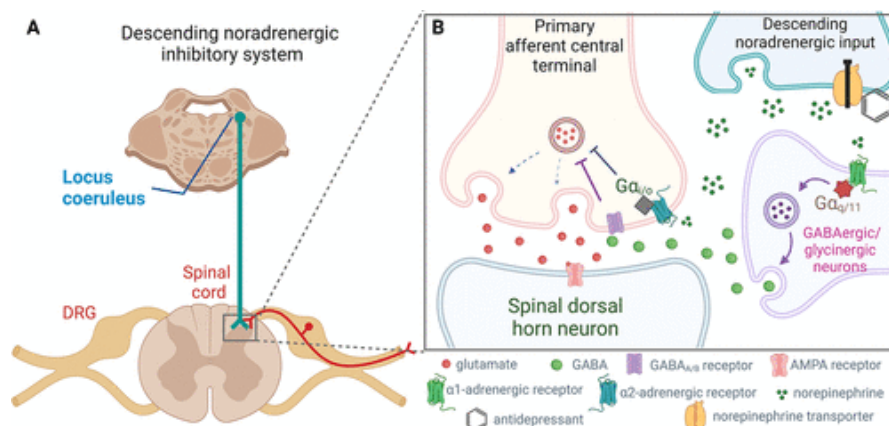 A
Descending noradrenergic
inhibitory system
Locus
coeruleus
Spinal
cord
DRG
B
Primary
afferent central
terminal
Descending
noradrenergic input
Gαi/o
Gαq/11
GABAergic/
glycinergic
neurons
Spinal dorsal
horn neuron
glutamate
GABA
GABAA/B receptor
AMPA receptor
α1-adrenergic receptor
α2-adrenergic receptor
norepinephrine
antidepressant
norepinephrine transporter